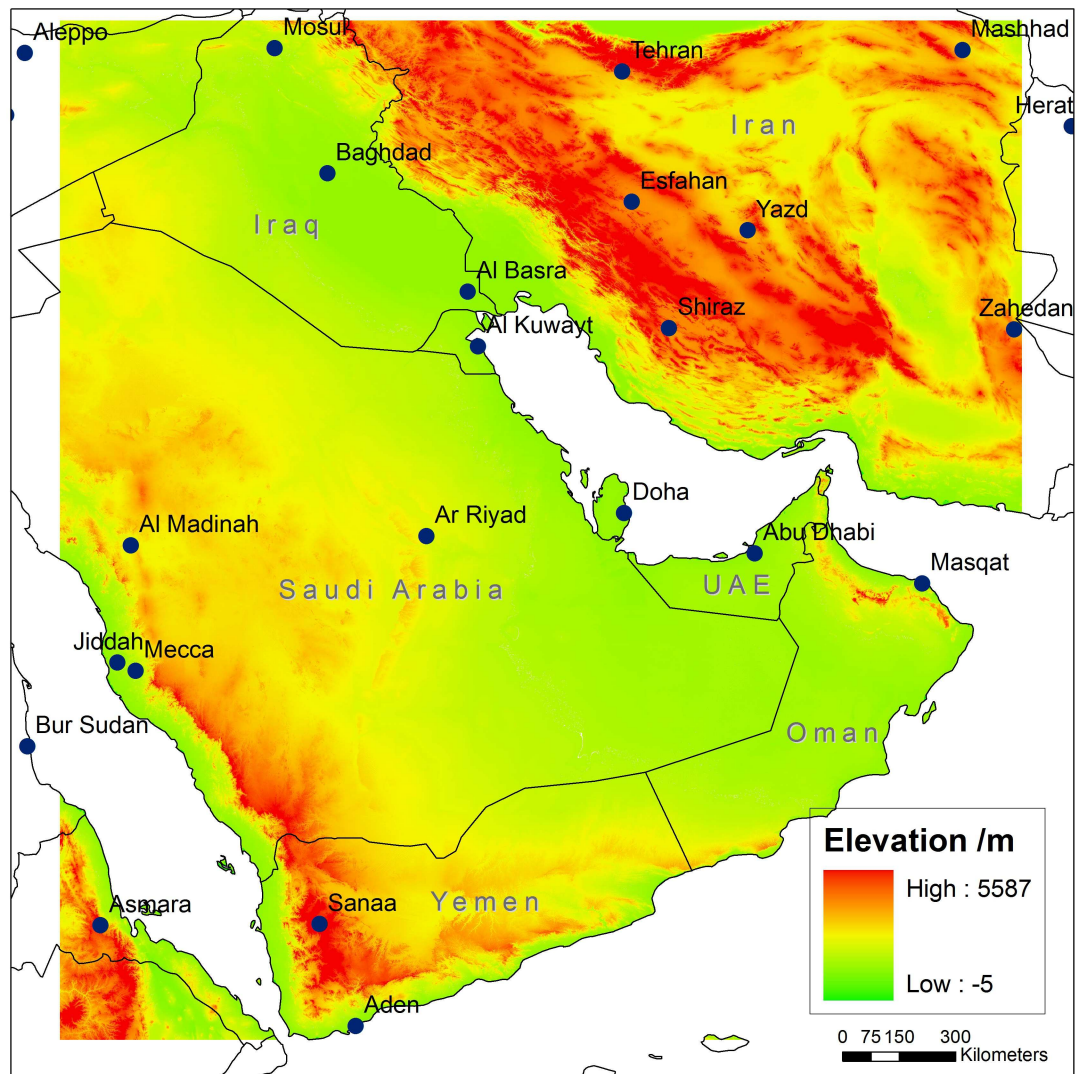 Aleppo
Mosul
Tehran
Mashhad
Herat
Iran
Baghdad
Esfahan
Yazd
Iraq
Al Basra
Shiraz
Zahedan
Al Kuwayt
Doha
Al Madinah
Ar Riyad
Abu Dhabi
Masqat
Saudi Arabia
UAE
Jiddah
Mecca
Bur Sudan
Oman
Elevation /m
High : 5587
Low : -5
Asmara
Sanaa
Yemen
Aden
0 75 150 300
Kilometers